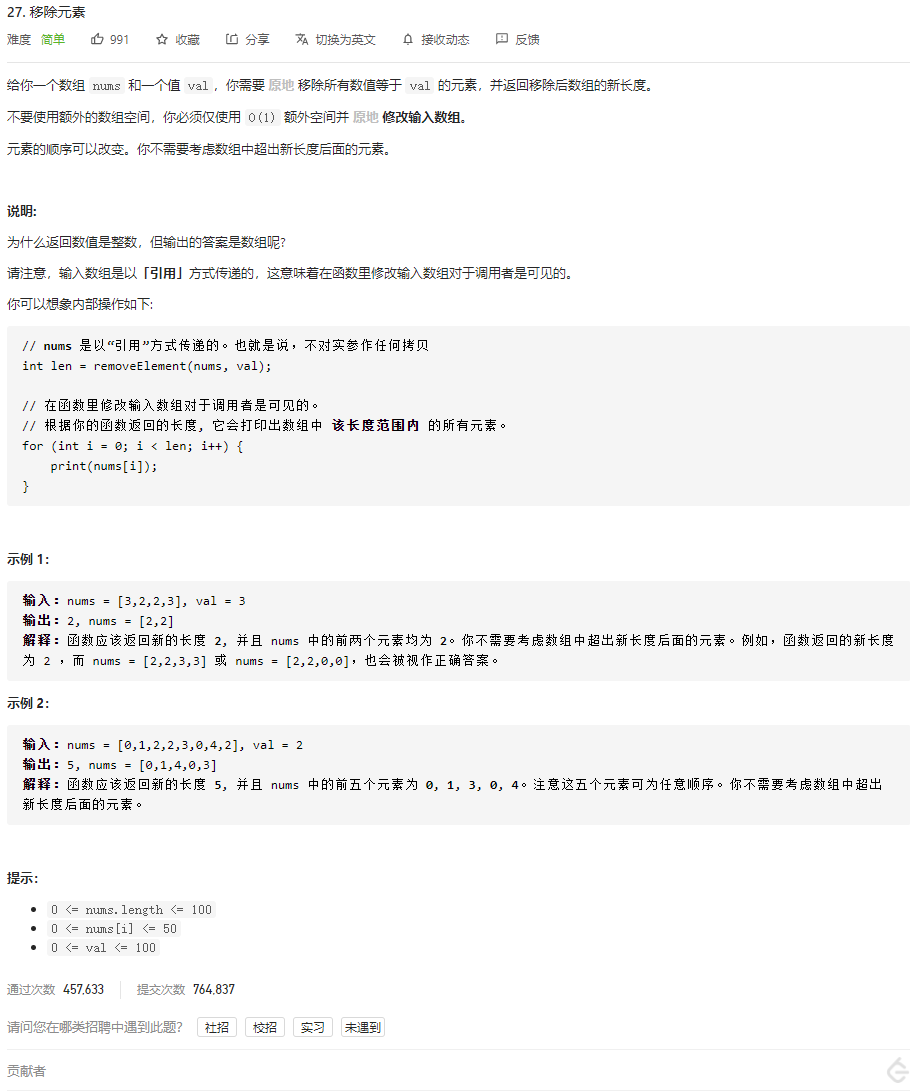 27. 移除元素
难度 简单 991 收藏 分享 切换为英文 接收动态 反馈
给你一个数组 nums 和一个值 val，你需要 原地 移除所有数值等于 val 的元素，并返回移除后数组的新长度。
不要使用额外的数组空间，你必须仅使用 O(1) 额外空间并 原地 修改输入数组。
元素的顺序可以改变。你不需要考虑数组中超出新长度后面的元素。
说明:
为什么返回数值是整数，但输出的答案是数组呢?
请注意，输入数组是以「引用」方式传递的，这意味着在函数里修改输入数组对于调用者是可见的。
你可以想象内部操作如下:
// nums 是以“引用”方式传递的。也就是说，不对实参作任何拷贝
int len = removeElement(nums, val);
// 在函数里修改输入数组对于调用者是可见的。
// 根据你的函数返回的长度, 它会打印出数组中 该长度范围内 的所有元素。
for (int i = 0; i < len; i++) {
    print(nums[i]);
}
示例 1：
输入：nums = [3,2,2,3], val = 3
输出：2, nums = [2,2]
解释：函数应该返回新的长度 2, 并且 nums 中的前两个元素均为 2。你不需要考虑数组中超出新长度后面的元素。例如，函数返回的新长度
为 2 ，而 nums = [2,2,3,3] 或 nums = [2,2,0,0]，也会被视作正确答案。
示例 2：
输入：nums = [0,1,2,2,3,0,4,2], val = 2
输出：5, nums = [0,1,4,0,3]
解释：函数应该返回新的长度 5, 并且 nums 中的前五个元素为 0, 1, 3, 0, 4。注意这五个元素可为任意顺序。你不需要考虑数组中超出
新长度后面的元素。
提示：
0 <= nums.length <= 100
0 <= nums[i] <= 50
0 <= val <= 100
通过次数 457,633 提交次数 764,837
请问您在哪类招聘中遇到此题？ 社招 校招 实习 未遇到
贡献者